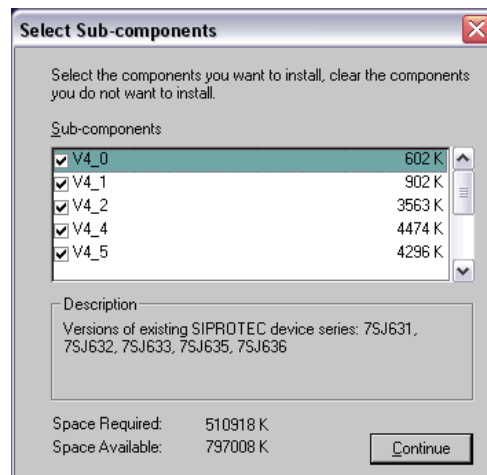 Select Sub-components
Select the components you want to install, clear the components
you do not want to install.
Sub-components
V4_0 602 K
V4_1 902 K
V4_2 3563 K
V4_4 4474 K
V4_5 4296 K
Description
Versions of existing SIPROTEC device series: 7SJ631,
7SJ632, 7SJ633, 7SJ635, 7SJ636
Space Required: 510918 K
Space Available: 797008 K
Continue